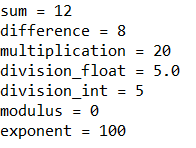 sum = 12
difference = 8
multiplication = 20
division_float = 5.0
division_int = 5
modulus = 0
exponent = 100